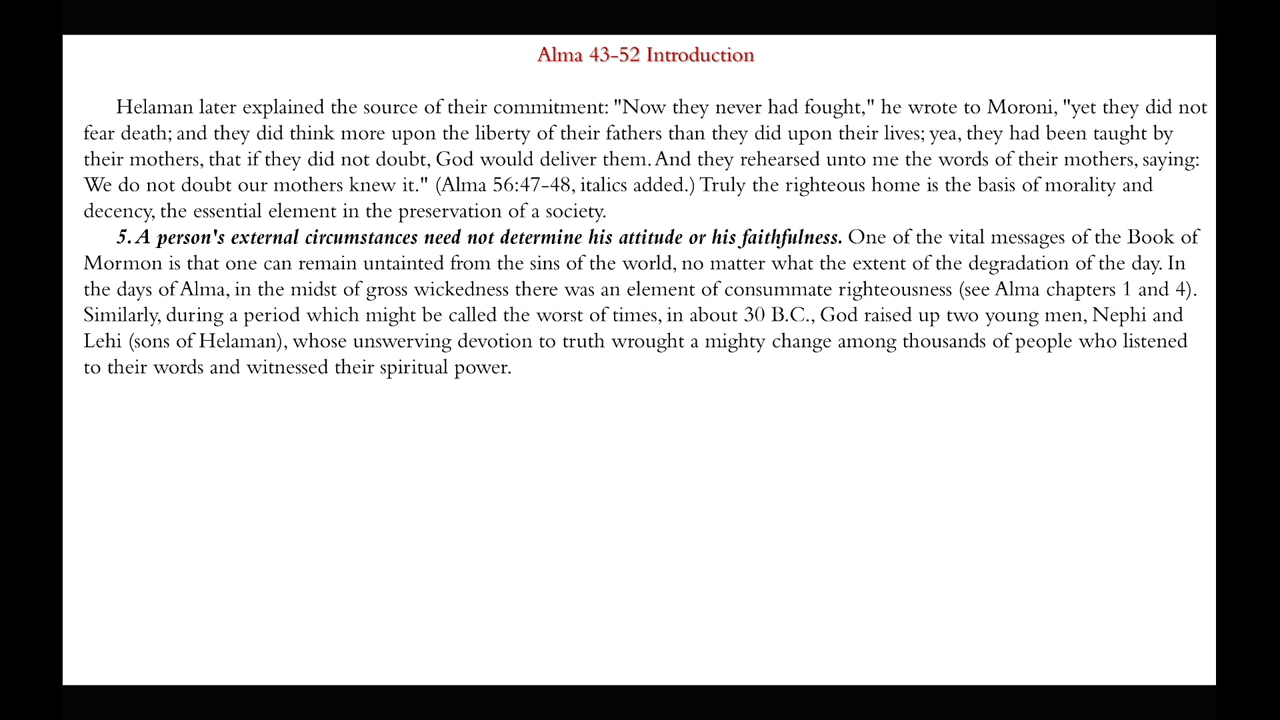 Alma 43-52 Introduction
Helaman later explained the source of their commitment: "Now they never had fought," he wrote to Moroni, "yet they did not
fear death; and they did think more upon the liberty of their fathers than they did upon their lives; yea, they had been taught by
their mothers, that if they did not doubt, God would deliver them. And they rehearsed unto me the words of their mothers, saying:
We do not doubt our mothers knew it." (Alma 56:47-48, italics added.) Truly the righteous home is the basis of morality and
decency, the essential element in the preservation of a society.
5. A person's external circumstances need not determine his attitude or his faithfulness. One of the vital messages of the Book of
Mormon is that one can remain untainted from the sins of the world, no matter what the extent of the degradation of the day. In
the days of Alma, in the midst of gross wickedness there was an element of consummate righteousness (see Alma chapters 1 and 4).
Similarly, during a period which might be called the worst of times, in about 30 B.C., God raised up two young men, Nephi and
Lehi (sons of Helaman), whose unswerving devotion to truth wrought a mighty change among thousands of people who listened
to their words and witnessed their spiritual power.